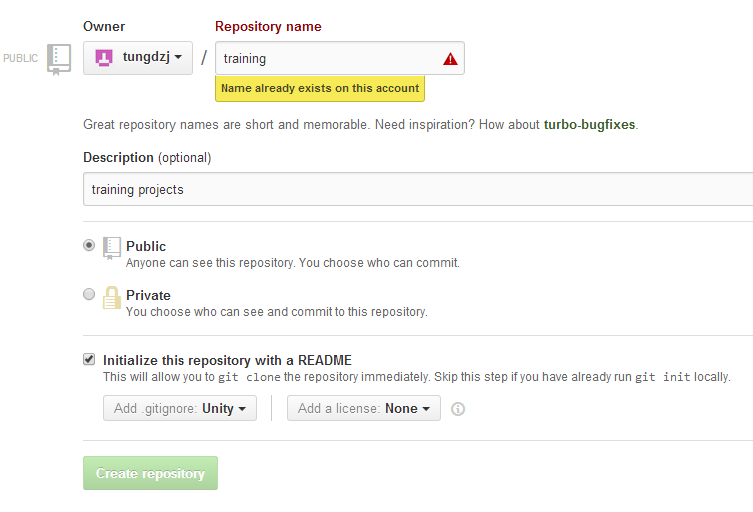 Owner Repository name
PUBLIC tungdzj / training
Name already exists on this account
Great repository names are short and memorable. Need inspiration? How about turbo-bugfixes.
Description (optional)
training projects
Public
Anyone can see this repository. You choose who can commit.
Private
You choose who can see and commit to this repository.
Initialize this repository with a README
This will allow you to git clone the repository immediately. Skip this step if you have already run git init locally.
Add .gitignore: Unity Add a license: None
Create repository